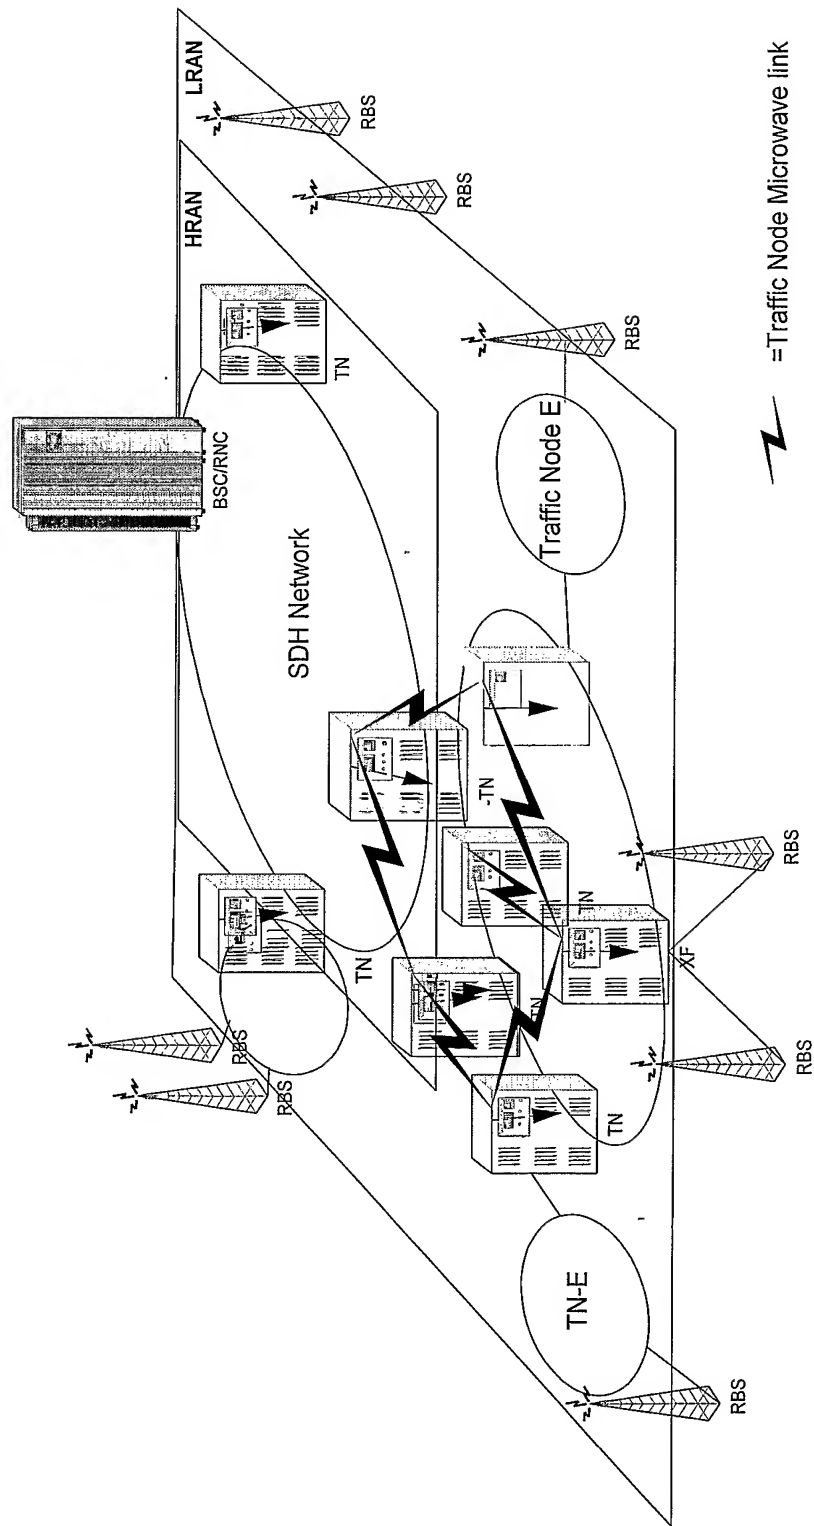 LRAN
HRAN
RBS
RBS
RBS
TN
BSC/RNC
SDH Network
Traffic Node E
=Traffic Node Microwave link
-TN
TN
TN
TN
XF
TN
RBS
RBS
RBS
RBS
TN-E
RBS